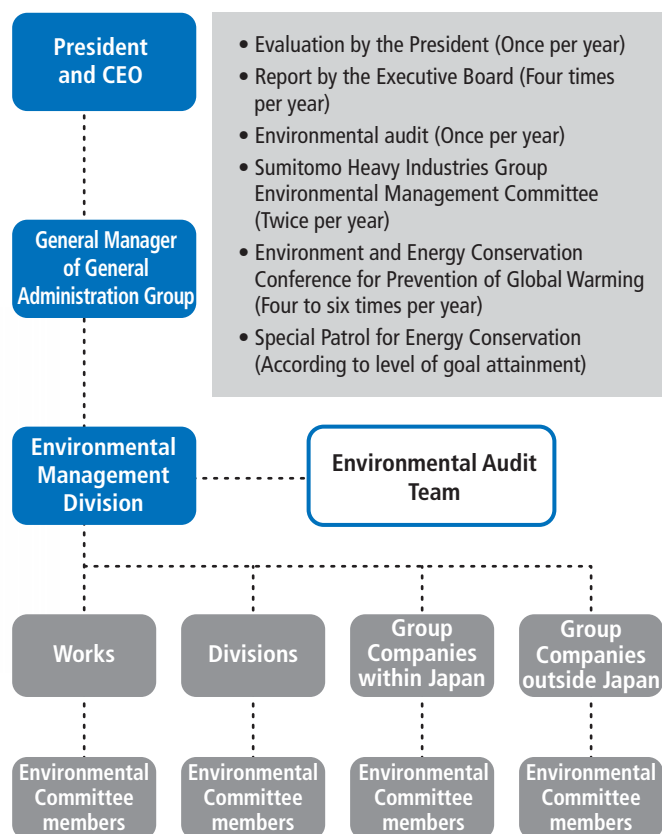 President
and CEO
• Evaluation by the President (Once per year)
• Report by the Executive Board (Four times
per year)
• Environmental audit (Once per year)
• Sumitomo Heavy Industries Group
Environmental Management Committee
(Twice per year)
• Environment and Energy Conservation
Conference for Prevention of Global Warming
(Four to six times per year)
• Special Patrol for Energy Conservation
(According to level of goal attainment)
General Manager
of General
Administration Group
Environmental
Management
Division
Environmental Audit
Team
Works
Divisions
Group
Companies
within Japan
Group
Companies
outside Japan
Environmental
Committee
members
Environmental
Committee
members
Environmental
Committee
members
Environmental
Committee
members